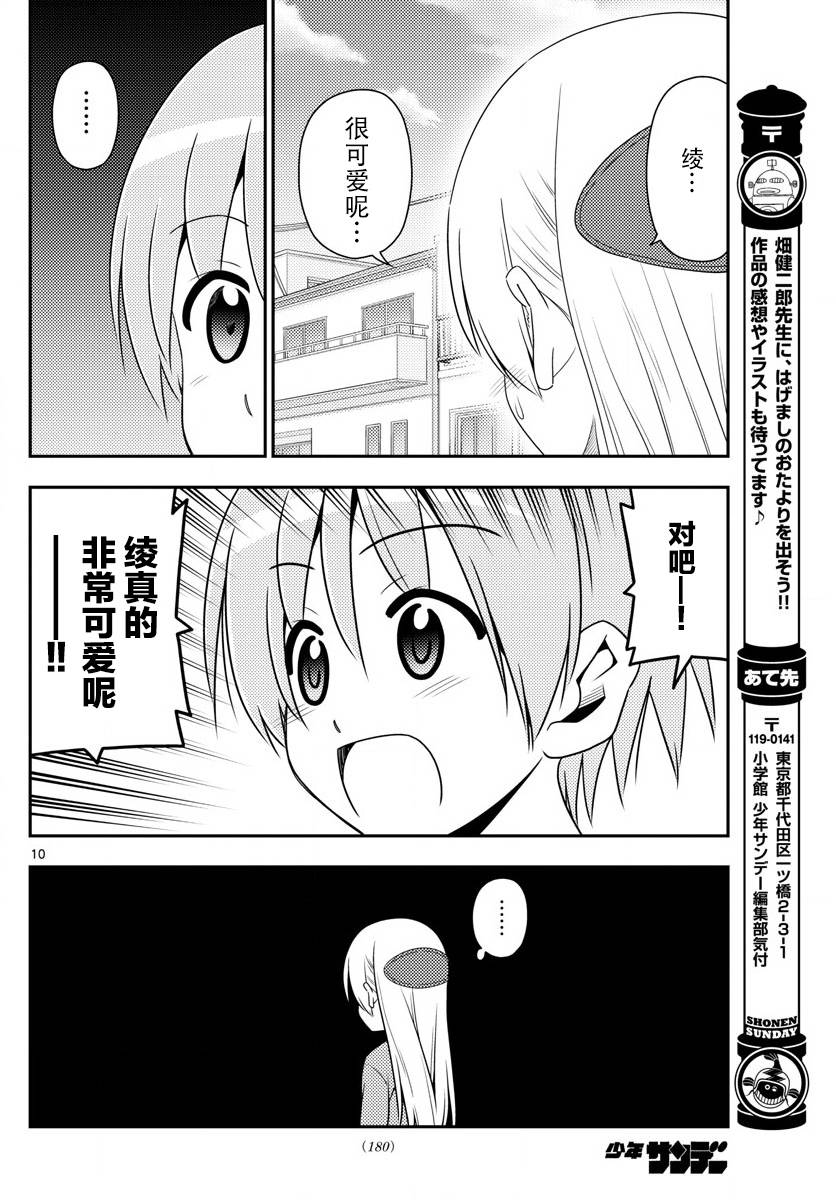 绫…
很可爱呢…
……
对吧—！
绫真的
非常可爱呢
——!!
……
〒
畑健二郎先生に、はげましのおたよりを出そう!!
作品の感想やイラストも待ってます♪
あて先
〒
119-0141
東京都千代田区一ツ橋2-3-1
小学館 少年サンデー編集部気付
SHONEN
SUNDAY
10
(180)
少年サンデー